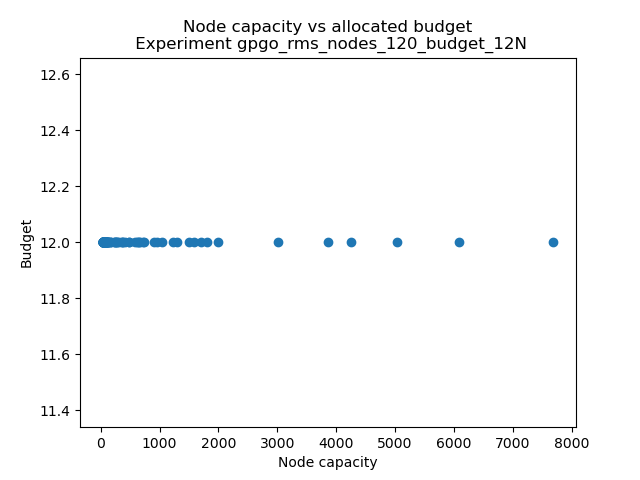 Node capacity vs allocated budget
Experiment gpgo_rms_nodes_120_budget_12N
12.6
12.4
12.2
12.0
11.8
11.6
11.4
Budget
0 1000 2000 3000 4000 5000 6000 7000 8000
Node capacity